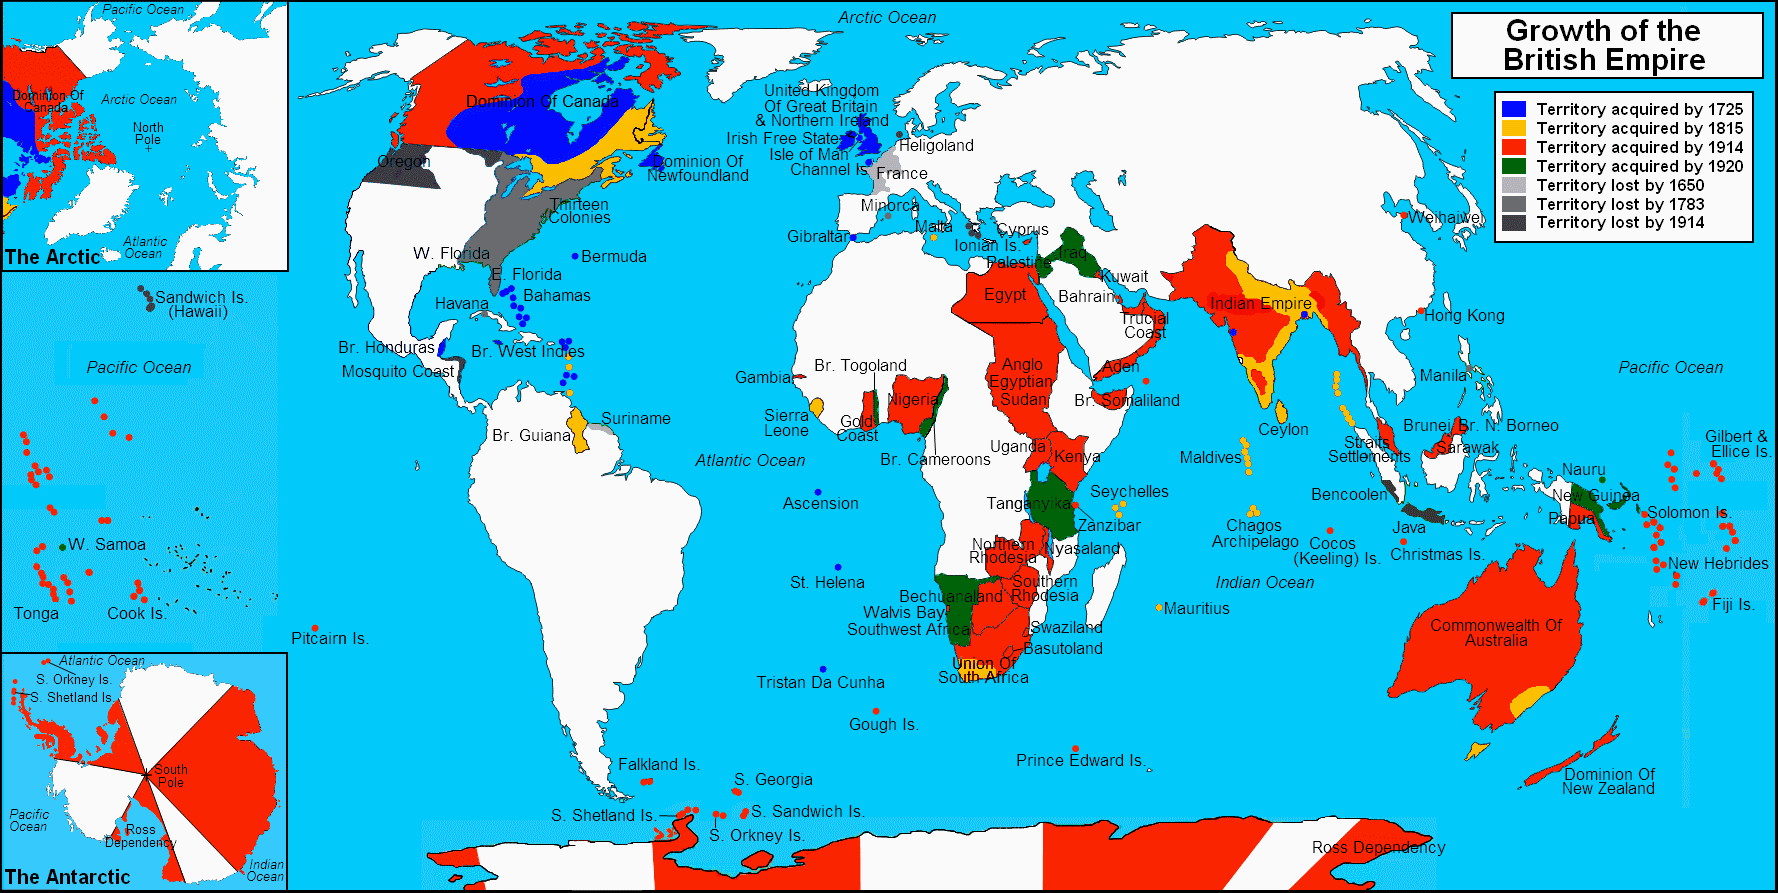 Growth of the
British Empire
Territory acquired by 1725
Territory acquired by 1815
Territory acquired by 1914
Territory acquired by 1920
Territory lost by 1650
Territory lost by 1783
Territory lost by 1914
Pacific Ocean
Dominion Of
Canada
Arctic Ocean
North
Pole
Atlantic
Ocean
The Arctic
Arctic Ocean
Dominion Of Canada
United Kingdom
Of Great Britain
& Northern Ireland
Irish Free State
Isle of Man
Channel Is.
Heligoland
France
Oregon
Dominion Of
Newfoundland
Thirteen
Colonies
Minorca
Malta
Gibraltar
Ionian Is.
Cyprus
Palestine
Iraq
Weihaiwei
W. Florida
E. Florida
Bermuda
Bahamas
Havana
Kuwait
Bahrain
Egypt
Trucial
Coast
Indian Empire
Hong Kong
Sandwich Is.
(Hawaii)
Pacific Ocean
Br. Honduras
Br. West Indies
Mosquito Coast
Gambia
Br. Togoland
Anglo
Egyptian
Sudan
Aden
Br. Somaliland
Manila
Pacific Ocean
Suriname
Br. Guiana
Sierra
Leone
Gold
Coast
Nigeria
Br. Cameroons
Uganda
Kenya
Ceylon
Maldives
Straits
Settlements
Brunei
Br. N. Borneo
Sarawak
Gilbert &
Ellice Is.
Atlantic Ocean
Ascension
Tanganyika
Seychelles
Zanzibar
Chagos
Archipelago
Bencoolen
Java
Nauru
New Guinea
Papua
Solomon Is.
W. Samoa
Tonga
Cook Is.
Pitcairn Is.
St. Helena
Northern
Rhodesia
Nyasaland
Southern
Rhodesia
Bechuanaland
Walvis Bay
Southwest Africa
Swaziland
Basutoland
Union Of
South Africa
Indian Ocean
Cocos
(Keeling) Is.
Christmas Is.
New Hebrides
Fiji Is.
Mauritius
Commonwealth Of
Australia
Tristan Da Cunha
Gough Is.
Prince Edward Is.
Dominion Of
New Zealand
Falkland Is.
S. Georgia
S. Shetland Is.
S. Sandwich Is.
S. Orkney Is.
Ross Dependency
Atlantic Ocean
S. Orkney Is.
S. Shetland Is.
South
Pole
Pacific
Ocean
Ross
Dependency
Indian
Ocean
The Antarctic